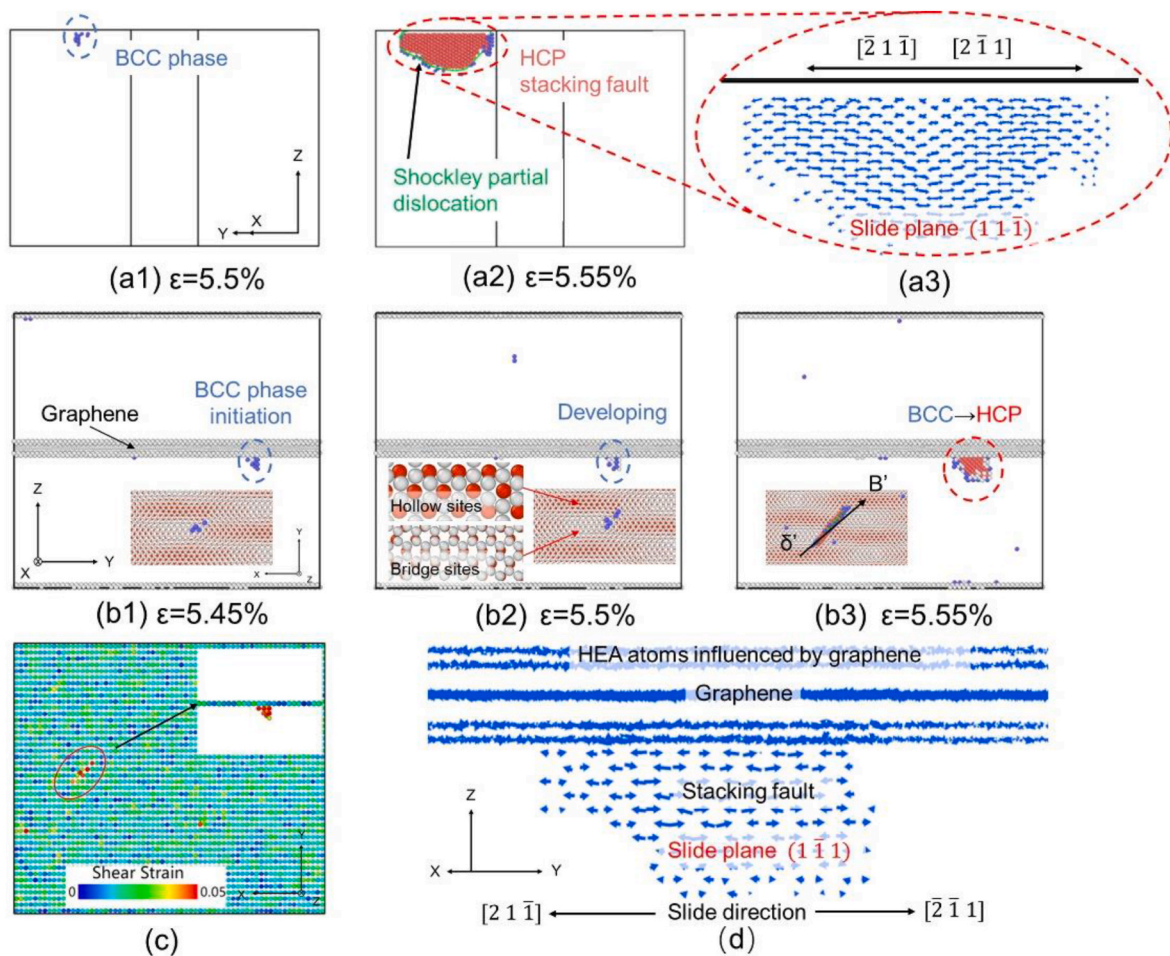 BCC phase
Z
Y
X
(a1) ε=5.5%
HCP
stacking fault
Shockley partial
dislocation
(a2) ε=5.55%
[2̅ 1 1̅] [2 1̅ 1]
Slide plane (1 1 1̅)
(a3)
BCC phase
initiation
Graphene
Z
X
Y
X
Y
Z
(b1) ε=5.45%
Developing
Hollow sites
Bridge sites
(b2) ε=5.5%
BCC→HCP
B'
δ'
(b3) ε=5.55%
Shear Strain
0 0.05
Y
X
Z
(c)
HEA atoms influenced by graphene
Graphene
Stacking fault
Z
X
Y
Slide plane (1 1̅ 1)
[2 1 1̅] Slide direction [2̅ 1̅ 1]
(d)